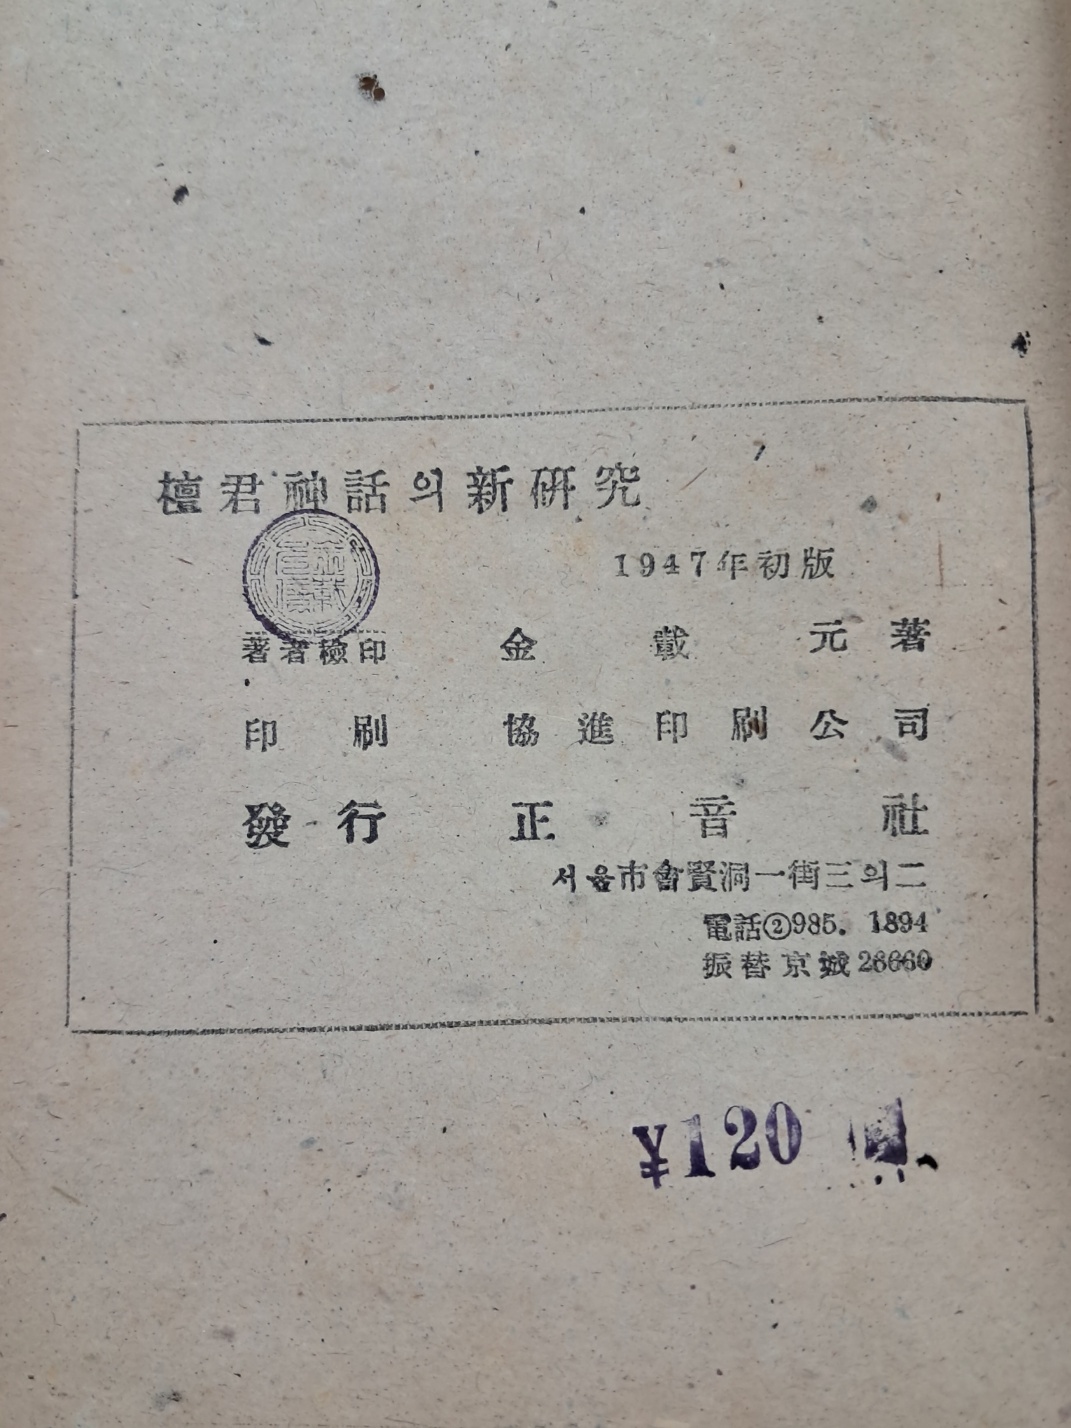 檀君神話의新硏究
1947年初版
著者檢印 金載元著
印刷 協進印刷公司
發行 正音社
서울市會賢洞一街三의二
電話②985. 1894
振替京城26660
¥120